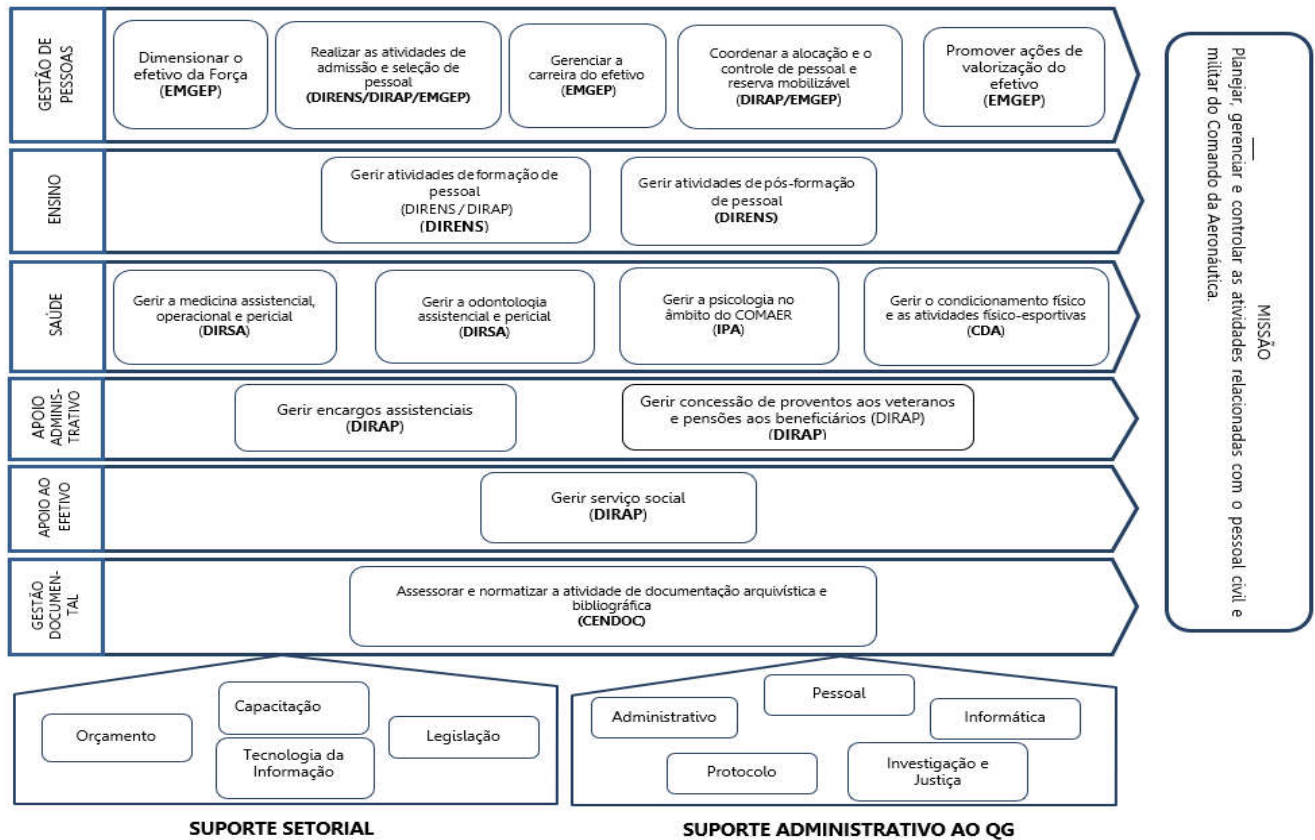 GESTÃO DE
PESSOAS
Dimensionar o
efetivo da Força
(EMGEP)
Realizar as atividades de
admissão e seleção de
pessoal
(DIRENS/DIRAP/EMGEP)
Gerenciar a
carreira do efetivo
(EMGEP)
Coordenar a alocação e o
controle de pessoal e
reserva mobilizável
(DIRAP/EMGEP)
Promover ações de
valorização do
efetivo
(EMGEP)
ENSINO
Gerir atividades de formação de
pessoal
(DIRENS / DIRAP)
(DIRENS)
Gerir atividades de pós-formação
de pessoal
(DIRENS)
SAÚDE
Gerir a medicina assistencial,
operacional e pericial
(DIRSA)
Gerir a odontologia
assistencial e pericial
(DIRSA)
Gerir a psicologia no
âmbito do COMAER
(IPA)
Gerir o condicionamento físico
e as atividades físico-esportivas
(CDA)
APOIO
ADMINIS-
TRATIVO
Gerir encargos assistenciais
(DIRAP)
Gerir concessão de proventos aos veteranos
e pensões aos beneficiários (DIRAP)
(DIRAP)
APOIO AO
EFETIVO
Gerir serviço social
(DIRAP)
GESTÃO
DOCUMEN-
TAL
Assessorar e normatizar a atividade de documentação arquivística e
bibliográfica
(CENDOC)
MISSÃO
Planejar, gerenciar e controlar as atividades relacionadas com o pessoal civil e
militar do Comando da Aeronáutica.
Orçamento
Capacitação
Tecnologia da
Informação
Legislação
SUPORTE SETORIAL
Administrativo
Pessoal
Informática
Protocolo
Investigação e
Justiça
SUPORTE ADMINISTRATIVO AO QG